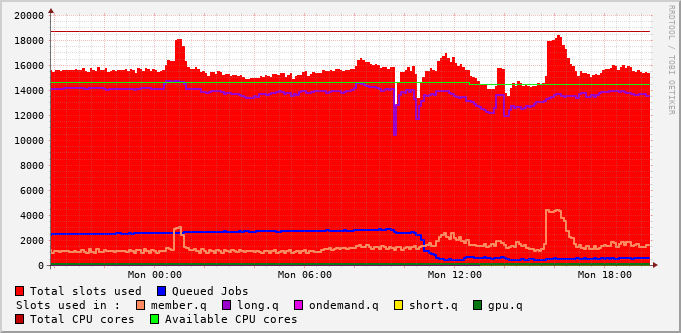 20000
18000
16000
14000
12000
10000
8000
6000
4000
2000
0
Mon 00:00 Mon 06:00 Mon 12:00 Mon 18:00
Total slots used Queued Jobs
Slots used in : member.q long.q ondemand.q short.q gpu.q
Total CPU cores Available CPU cores
RRDTOOL / TOBI OETIKER